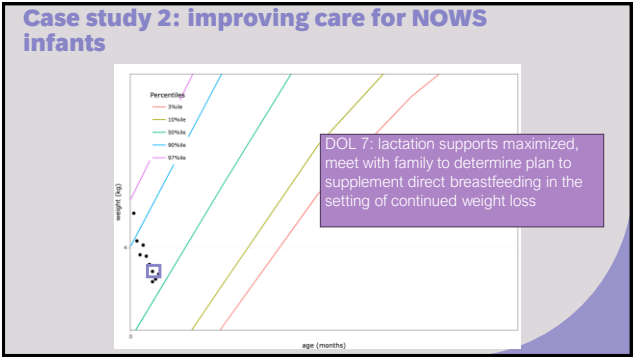 Case study 2: improving care for NOWS
infants
Percentiles
3%ile
10%ile
50%ile
90%ile
97%ile
DOL 7: lactation supports maximized,
meet with family to determine plan to
supplement direct breastfeeding in the
setting of continued weight loss
weight (kg)
0
age (months)